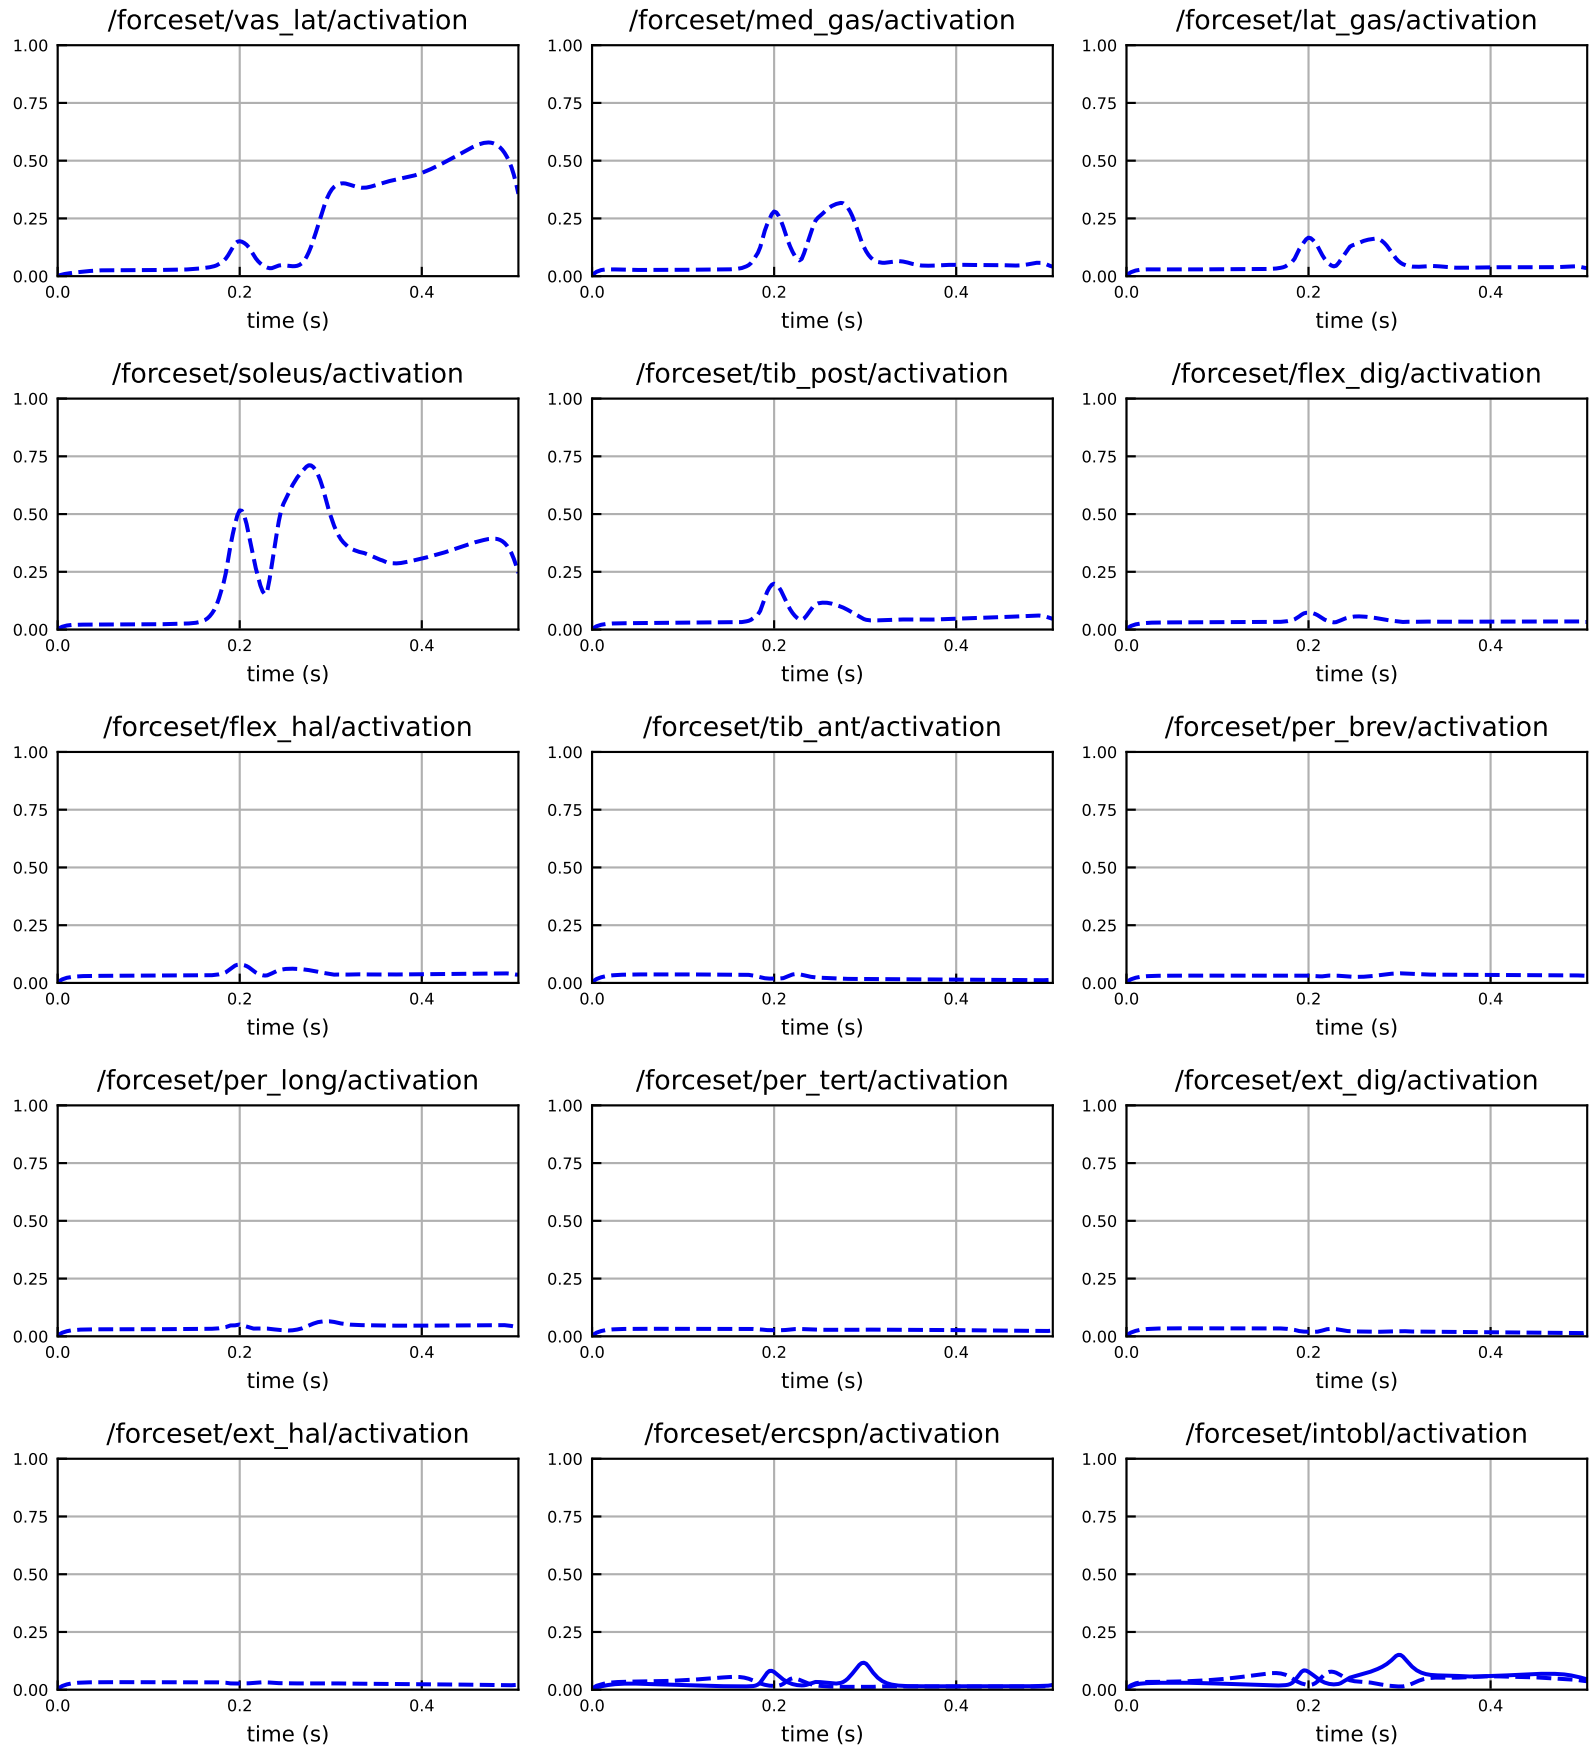 /forceset/vas_lat/activation
1.00
0.75
0.50
0.25
0.00
0.0 0.2 0.4
time (s)
/forceset/med_gas/activation
1.00
0.75
0.50
0.25
0.00
0.0 0.2 0.4
time (s)
/forceset/lat_gas/activation
1.00
0.75
0.50
0.25
0.00
0.0 0.2 0.4
time (s)
/forceset/soleus/activation
1.00
0.75
0.50
0.25
0.00
0.0 0.2 0.4
time (s)
/forceset/tib_post/activation
1.00
0.75
0.50
0.25
0.00
0.0 0.2 0.4
time (s)
/forceset/flex_dig/activation
1.00
0.75
0.50
0.25
0.00
0.0 0.2 0.4
time (s)
/forceset/flex_hal/activation
1.00
0.75
0.50
0.25
0.00
0.0 0.2 0.4
time (s)
/forceset/tib_ant/activation
1.00
0.75
0.50
0.25
0.00
0.0 0.2 0.4
time (s)
/forceset/per_brev/activation
1.00
0.75
0.50
0.25
0.00
0.0 0.2 0.4
time (s)
/forceset/per_long/activation
1.00
0.75
0.50
0.25
0.00
0.0 0.2 0.4
time (s)
/forceset/per_tert/activation
1.00
0.75
0.50
0.25
0.00
0.0 0.2 0.4
time (s)
/forceset/ext_dig/activation
1.00
0.75
0.50
0.25
0.00
0.0 0.2 0.4
time (s)
/forceset/ext_hal/activation
1.00
0.75
0.50
0.25
0.00
0.0 0.2 0.4
time (s)
/forceset/ercspn/activation
1.00
0.75
0.50
0.25
0.00
0.0 0.2 0.4
time (s)
/forceset/intobl/activation
1.00
0.75
0.50
0.25
0.00
0.0 0.2 0.4
time (s)